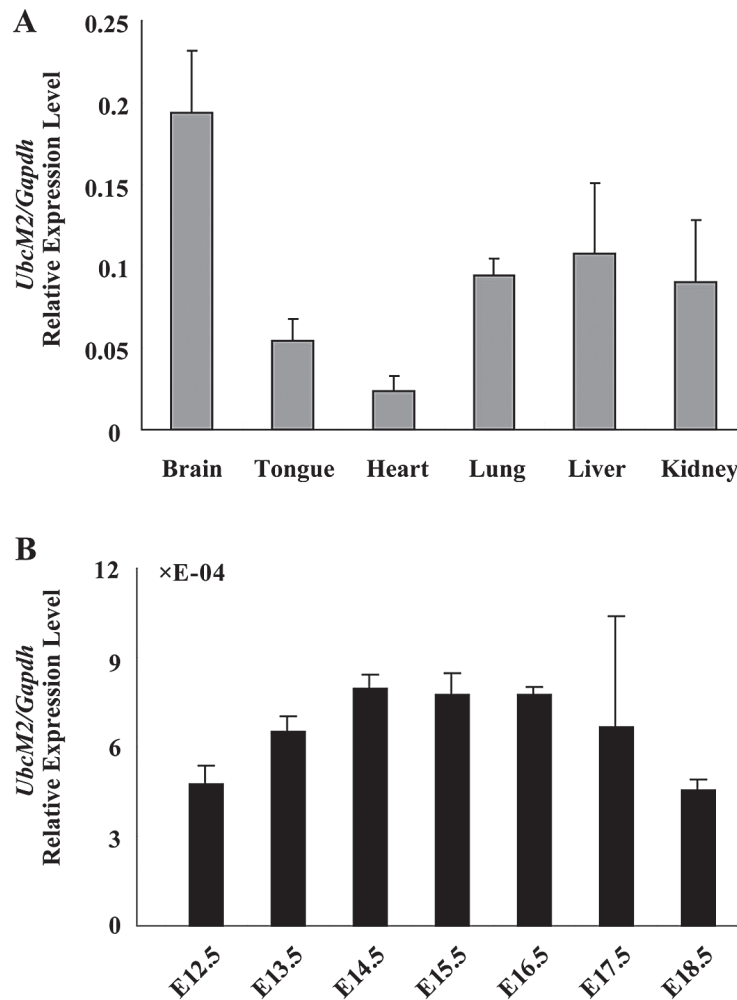 A
UbcM2/Gapdh
Relative Expression Level
0.25
0.2
0.15
0.1
0.05
0
Brain Tongue Heart Lung Liver Kidney
B
UbcM2/Gapdh
Relative Expression Level
×E-04
12
9
6
3
0
E12.5 E13.5 E14.5 E15.5 E16.5 E17.5 E18.5